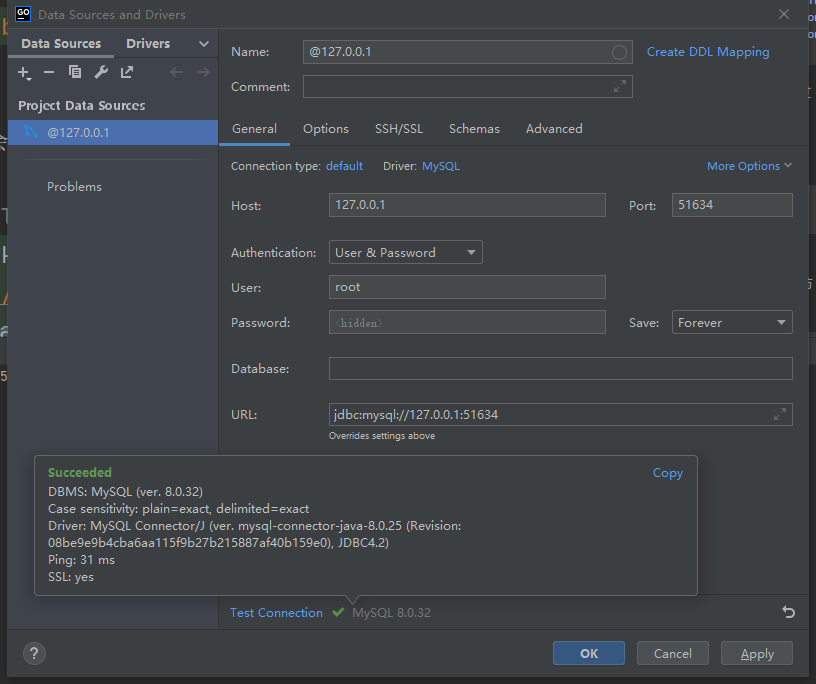 GO Data Sources and Drivers
Data Sources Drivers
Project Data Sources
@127.0.0.1
Problems
Name: @127.0.0.1 Create DDL Mapping
Comment:
General Options SSH/SSL Schemas Advanced
Connection type: default Driver: MySQL More Options
Host: 127.0.0.1 Port: 51634
Authentication: User & Password
User: root
Password: <hidden> Save: Forever
Database:
URL: jdbc:mysql://127.0.0.1:51634
Overrides settings above
Succeeded Copy
DBMS: MySQL (ver. 8.0.32)
Case sensitivity: plain=exact, delimited=exact
Driver: MySQL Connector/J (ver. mysql-connector-java-8.0.25 (Revision:
08be9e9b4cba6aa115f9b27b215887af40b159e0), JDBC4.2)
Ping: 31 ms
SSL: yes
Test Connection MySQL 8.0.32
? OK Cancel Apply